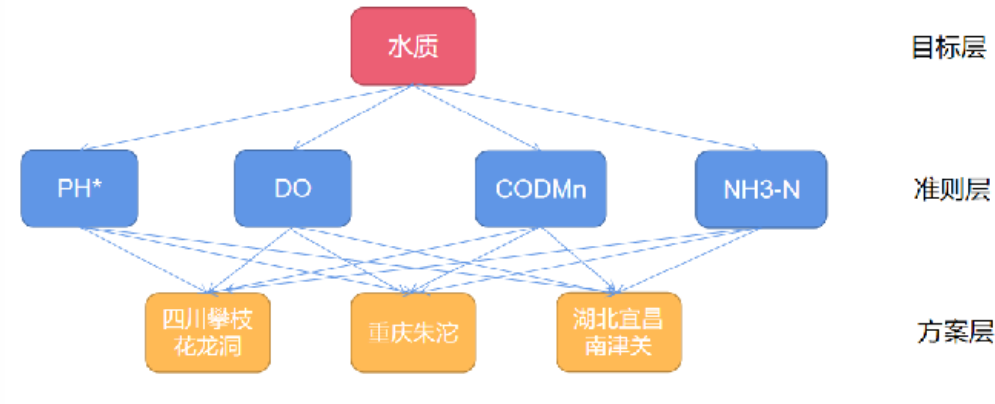 水质
目标层
PH*
DO
CODMn
NH3-N
准则层
四川攀枝
花龙洞
重庆朱沱
湖北宜昌
南津关
方案层